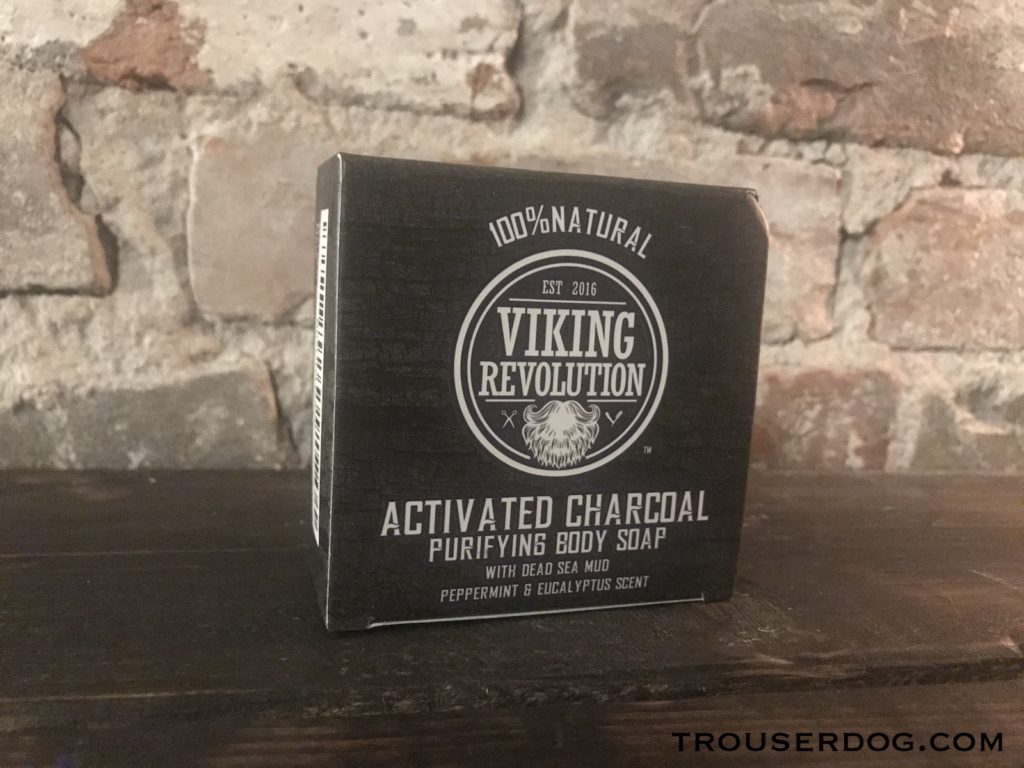 100% NATURAL
EST 2016
VIKING
REVOLUTION
TM
ACTIVATED CHARCOAL
PURIFYING BODY SOAP
WITH DEAD SEA MUD
PEPPERMINT & EUCALYPTUS SCENT
TROUSERDOG.COM